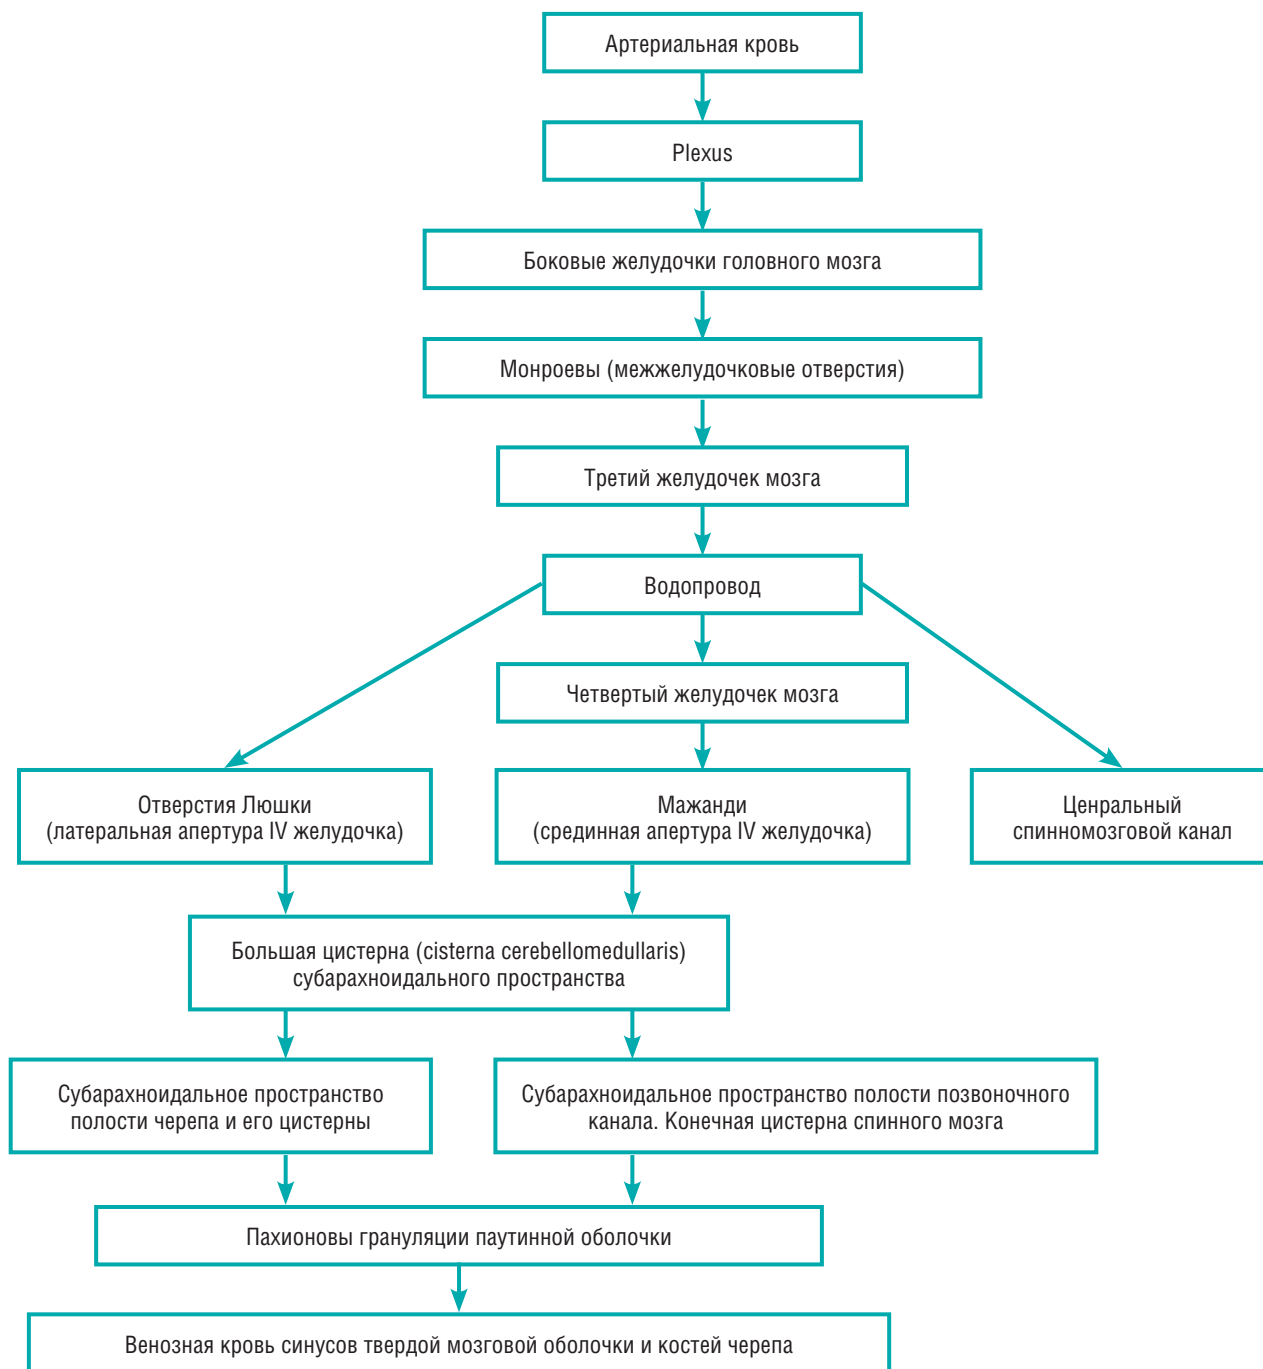 Артериальная кровь
Plexus
Боковые желудочки головного мозга
Монроевы (межжелудочковые отверстия)
Третий желудочек мозга
Водопровод
Четвертый желудочек мозга
Отверстия Люшки
(латеральная апертура IV желудочка)
Мажанди
(срединная апертура IV желудочка)
Ценральный
спинномозговой канал
Большая цистерна (cisterna cerebellomedullaris)
субарахноидального пространства
Субарахноидальное пространство
полости черепа и его цистерны
Субарахноидальное пространство полости позвоночного
канала. Конечная цистерна спинного мозга
Пахионовы грануляции паутинной оболочки
Венозная кровь синусов твердой мозговой оболочки и костей черепа